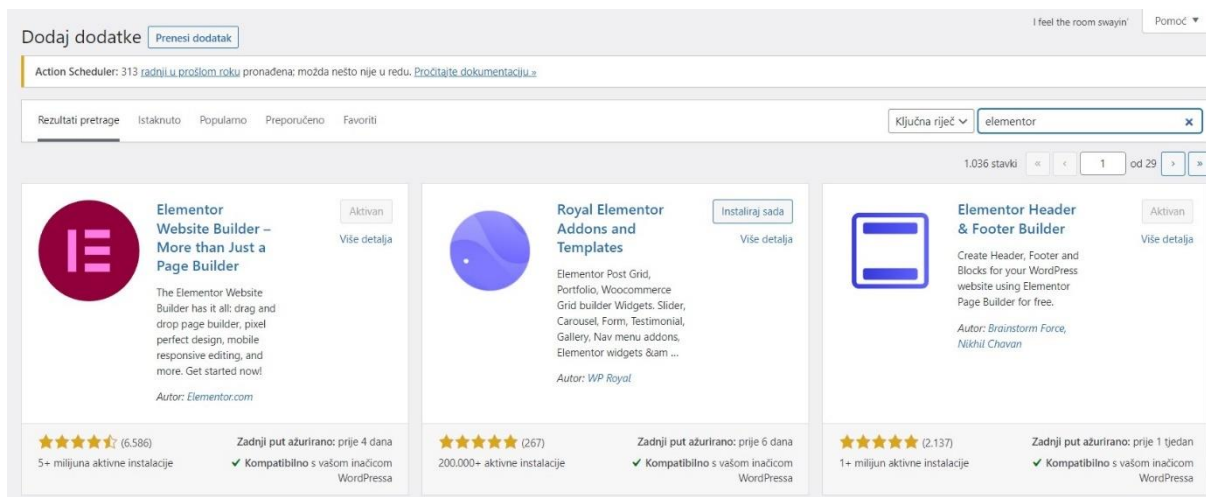 I feel the room swayin'
Pomoć ▼
Dodaj dodatke
Prenesi dodatak
Action Scheduler: 313 radnji u prošlom roku pronađena; možda nešto nije u redu. Pročitajte dokumentaciju »
Rezultati pretrage Istaknuto Popularno Preporučeno Favoriti
Ključna riječ
elementor
1.036 stavki « ‹ 1 od 29 › »
Elementor
Website Builder –
More than Just a
Page Builder
Aktivan
Više detalja
The Elementor Website
Builder has it all: drag and
drop page builder, pixel
perfect design, mobile
responsive editing, and
more. Get started now!
Autor: Elementor.com
(6.586)
5+ milijuna aktivne instalacije
Zadnji put ažurirano: prije 4 dana
✔ Kompatibilno s vašom inačicom
WordPressa
Royal Elementor
Addons and
Templates
Instaliraj sada
Više detalja
Elementor Post Grid,
Portfolio, Woocommerce
Grid builder Widgets. Slider,
Carousel, Form, Testimonial,
Gallery, Nav menu addons,
Elementor widgets &am ...
Autor: WP Royal
(267)
200.000+ aktivne instalacije
Zadnji put ažurirano: prije 6 dana
✔ Kompatibilno s vašom inačicom
WordPressa
Elementor Header
& Footer Builder
Aktivan
Više detalja
Create Header, Footer and
Blocks for your WordPress
website using Elementor
Page Builder for free.
Autor: Brainstorm Force,
Nikhil Chavan
(2.137)
1+ milijun aktivne instalacije
Zadnji put ažurirano: prije 1 tjedan
✔ Kompatibilno s vašom inačicom
WordPressa